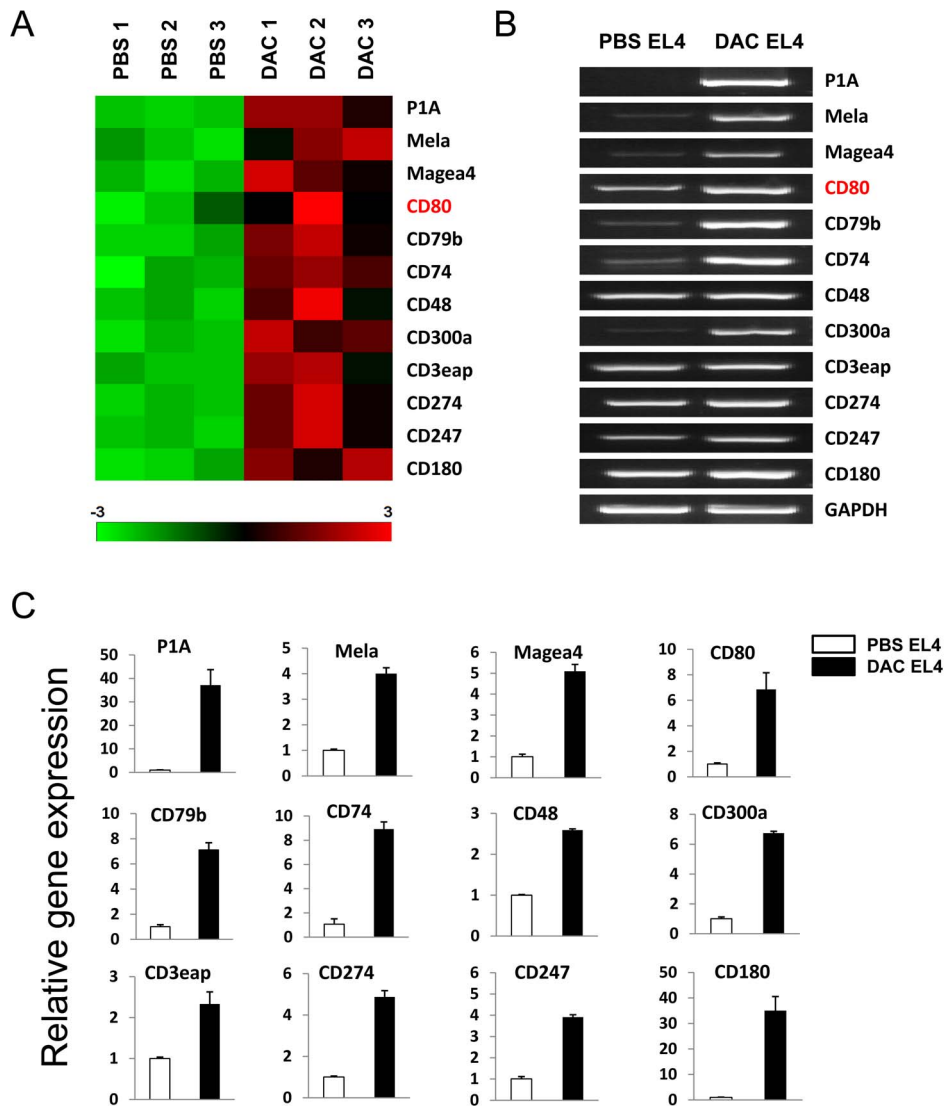 A
PBS 1 PBS 2 PBS 3 DAC 1 DAC 2 DAC 3
P1A
Mela
Magea4
CD80
CD79b
CD74
CD48
CD300a
CD3eap
CD274
CD247
CD180
-3 3
B
PBS EL4 DAC EL4
P1A
Mela
Magea4
CD80
CD79b
CD74
CD48
CD300a
CD3eap
CD274
CD247
CD180
GAPDH
C
Relative gene expression
PBS EL4
DAC EL4
P1A
50
40
30
20
10
0
Mela
5
4
3
2
1
0
Magea4
6
5
4
3
2
1
0
CD80
10
8
6
4
2
0
CD79b
10
8
6
4
2
0
CD74
10
8
6
4
2
0
CD48
3
2
1
0
CD300a
8
6
4
2
0
CD3eap
3
2
1
0
CD274
6
4
2
0
CD247
5
4
3
2
1
0
CD180
50
40
30
20
10
0